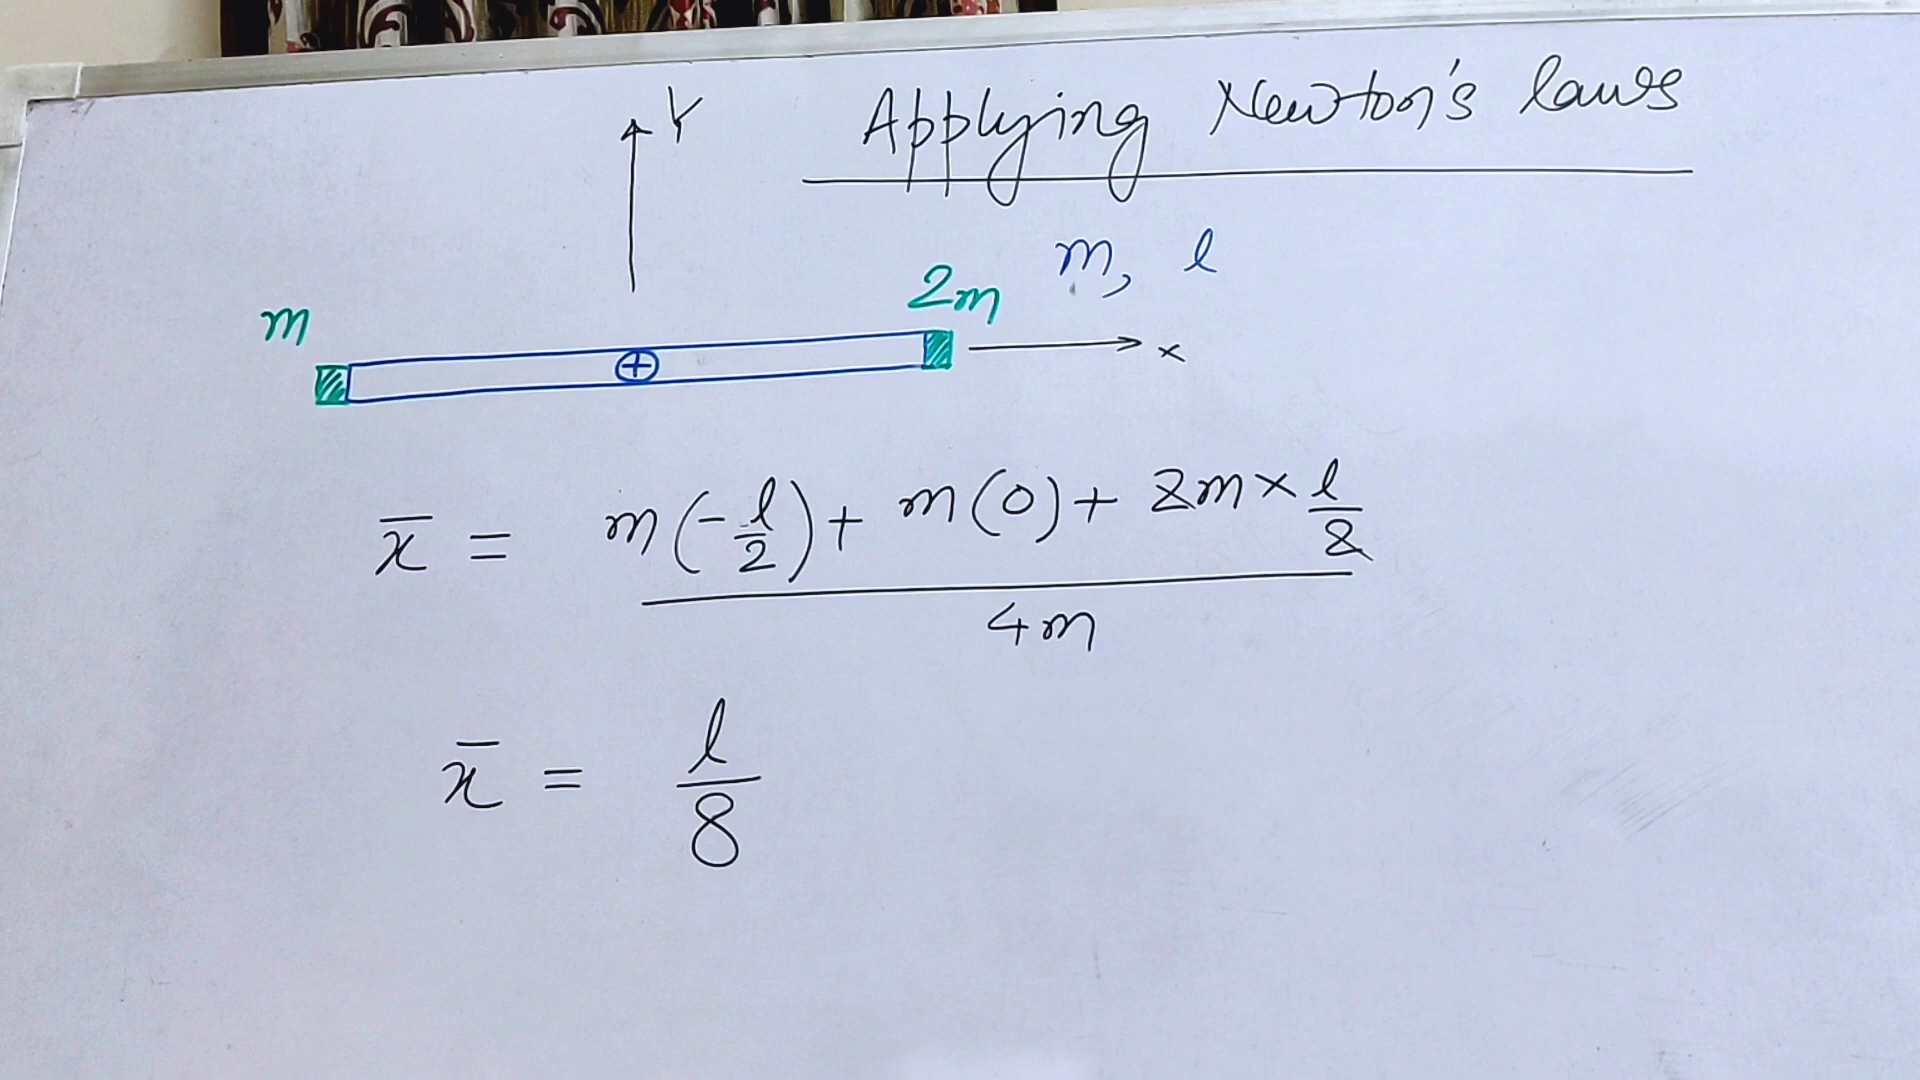 Y
Applying Newton's laws
m, l
m
2m
x
x̄ = m(-l/2) + m(0) + 2m × l/2
4m
x̄ = l/8